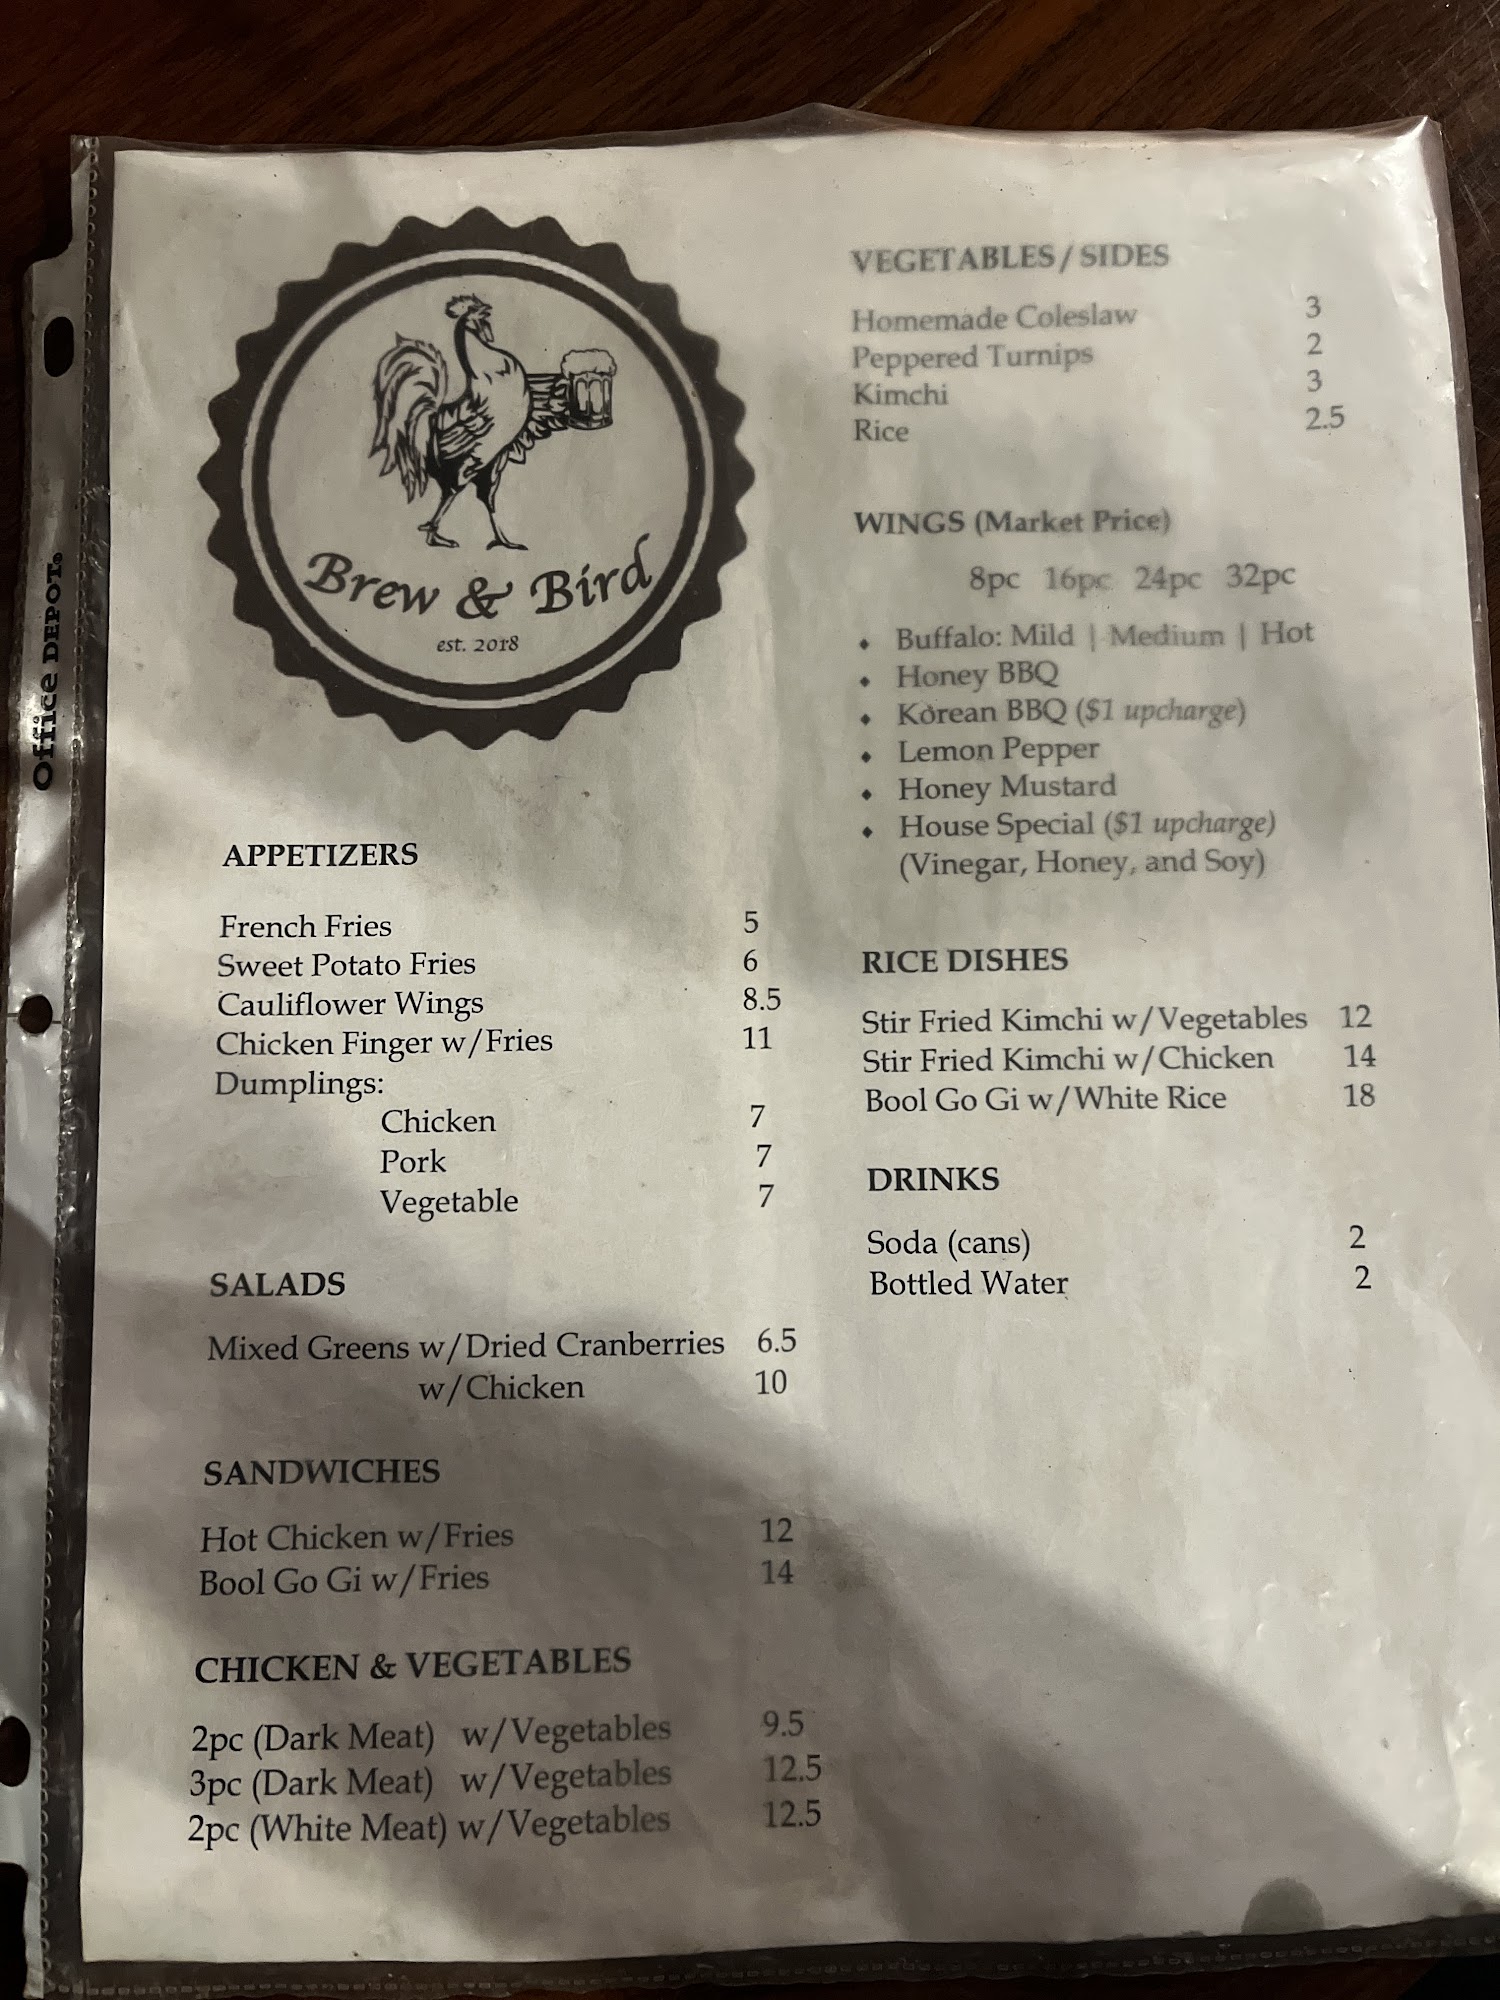 Office DEPOT.
Brew & Bird
est. 2018
APPETIZERS
French Fries 5
Sweet Potato Fries 6
Cauliflower Wings 8.5
Chicken Finger w/Fries 11
Dumplings:
Chicken 7
Pork 7
Vegetable 7
SALADS
Mixed Greens w/Dried Cranberries 6.5
w/Chicken 10
SANDWICHES
Hot Chicken w/Fries 12
Bool Go Gi w/Fries 14
CHICKEN & VEGETABLES
2pc (Dark Meat) w/Vegetables 9.5
3pc (Dark Meat) w/Vegetables 12.5
2pc (White Meat) w/Vegetables 12.5
VEGETABLES / SIDES
Homemade Coleslaw 3
Peppered Turnips 2
Kimchi 3
Rice 2.5
WINGS (Market Price)
8pc 16pc 24pc 32pc
• Buffalo: Mild | Medium | Hot
• Honey BBQ
• Korean BBQ ($1 upcharge)
• Lemon Pepper
• Honey Mustard
• House Special ($1 upcharge)
(Vinegar, Honey, and Soy)
RICE DISHES
Stir Fried Kimchi w/Vegetables 12
Stir Fried Kimchi w/Chicken 14
Bool Go Gi w/White Rice 18
DRINKS
Soda (cans) 2
Bottled Water 2